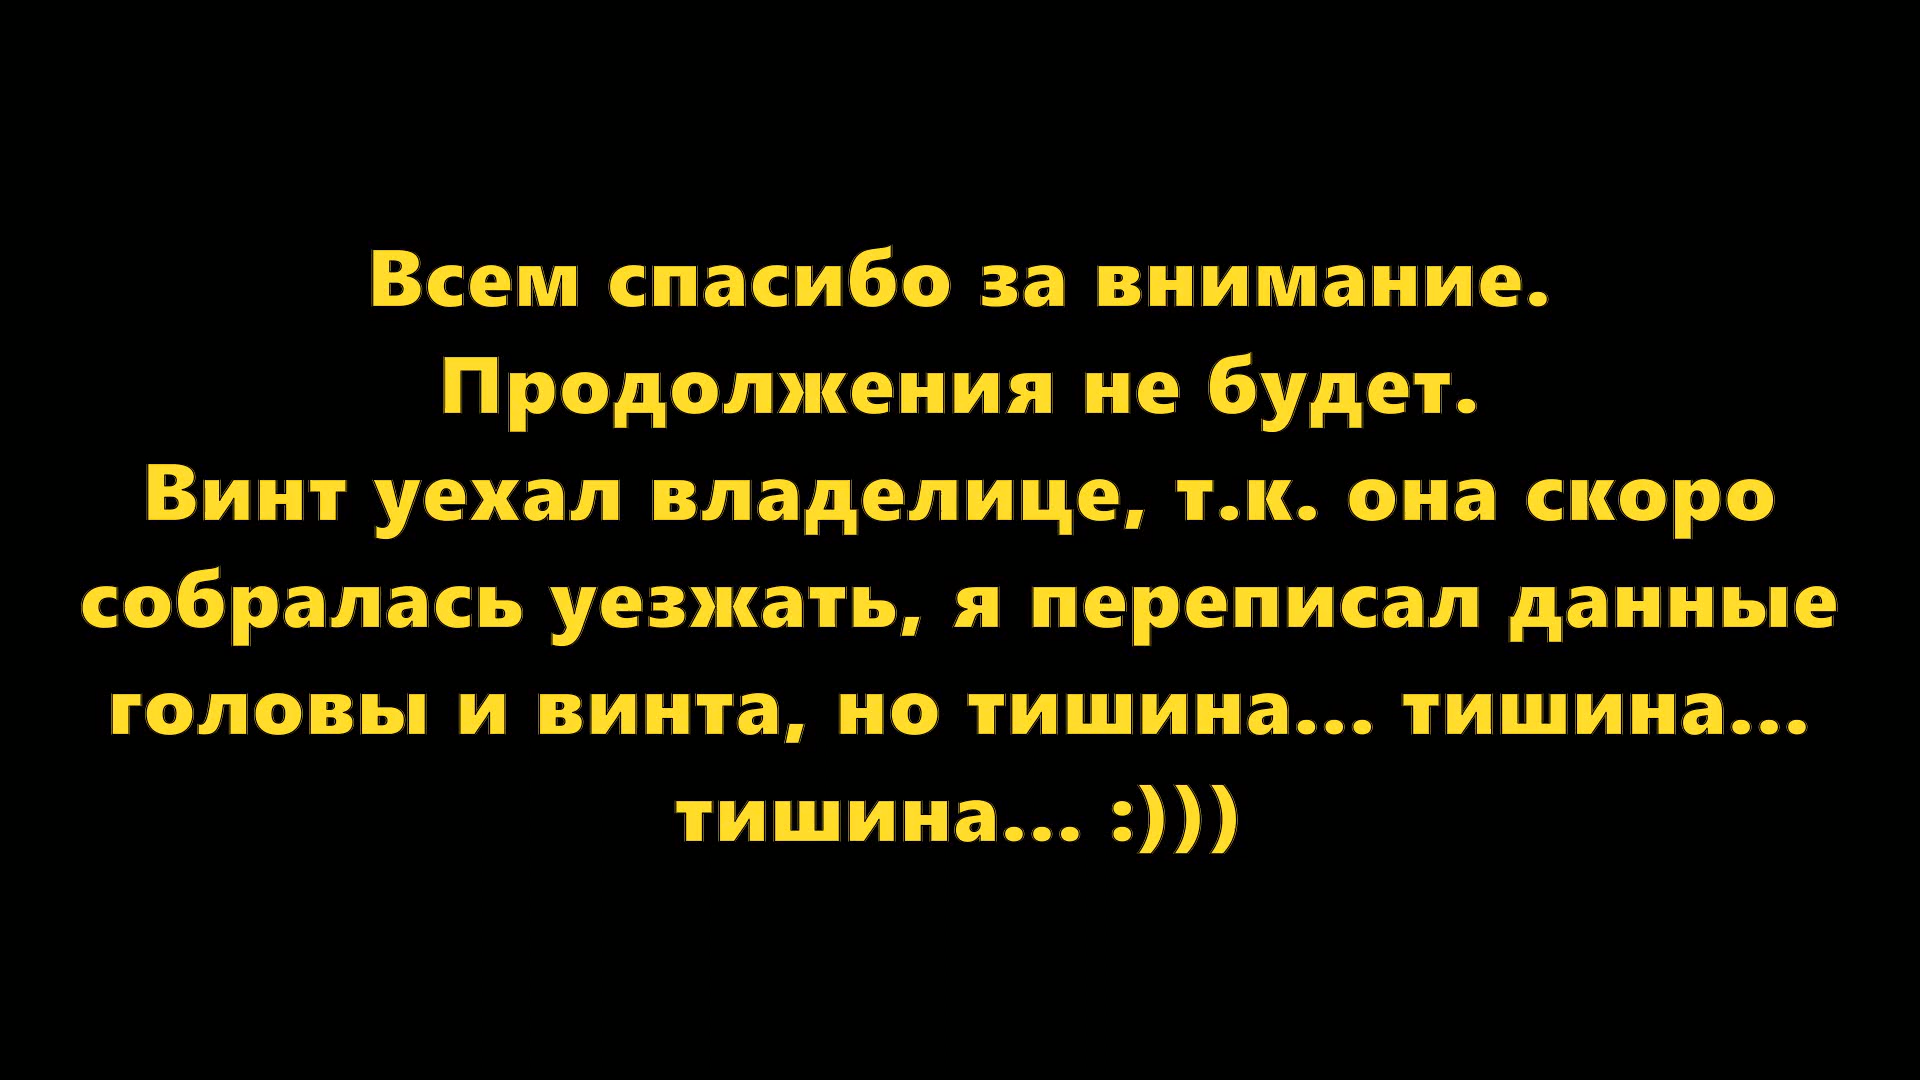 Всем спасибо за внимание.
Продолжения не будет.
Винт уехал владелице, т.к. она скоро
собралась уезжать, я переписал данные
головы и винта, но тишина... тишина...
тишина... :)))